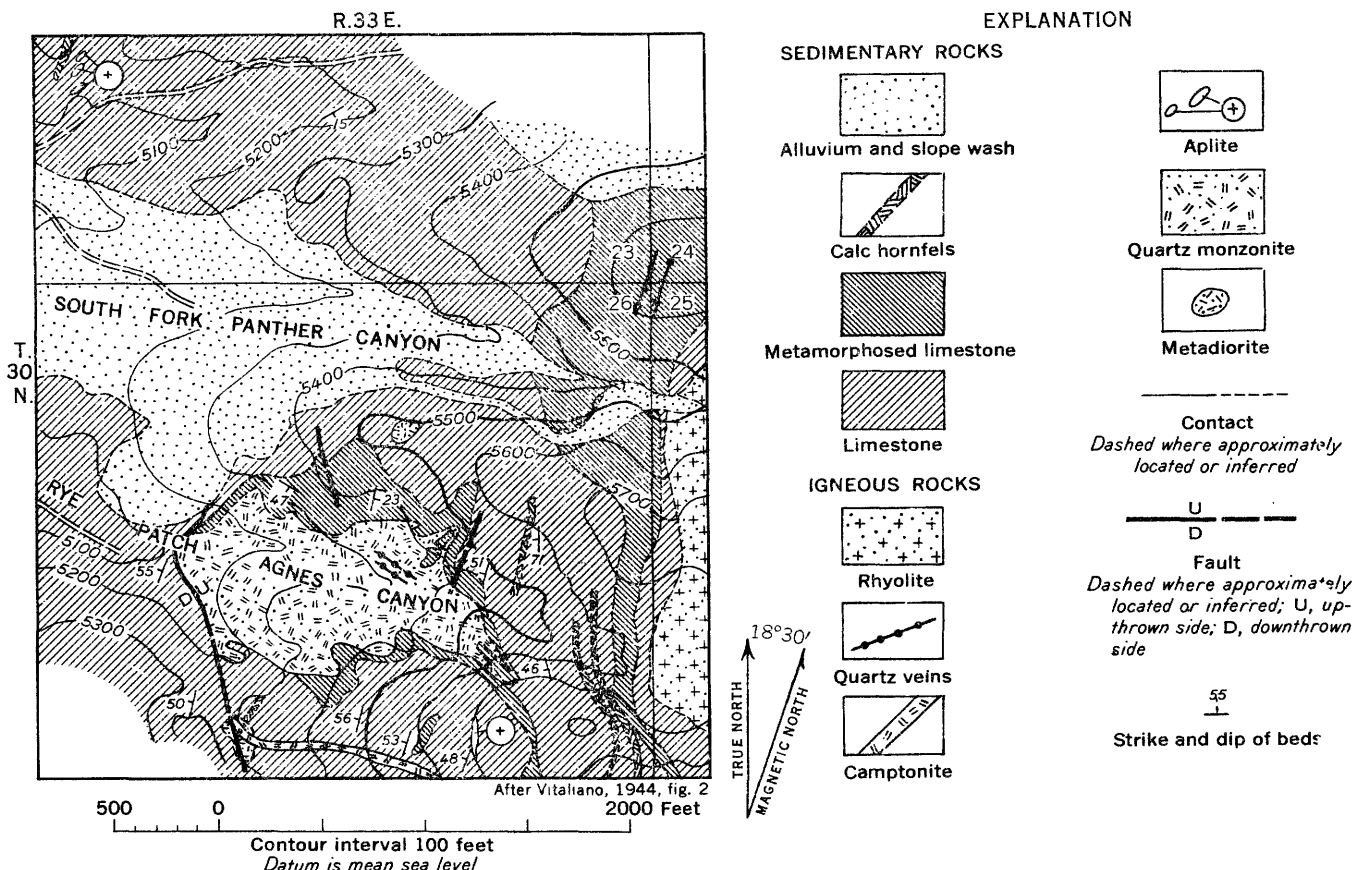 R.33 E.
5100
5200
15
5300
5400
23
24
26
25
SOUTH FORK PANTHER CANYON
T.
30
N.
5500
5400
5500
5600
5700
47
23
RYE PATCH
5100
55
AGNES CANYON
51
71
U
D
5200
5300
46
50
56
53
48
After Vitaliano, 1944, fig. 2
500 0 2000 Feet
Contour interval 100 feet
Datum is mean sea level
18°30'
TRUE NORTH
MAGNETIC NORTH
EXPLANATION
SEDIMENTARY ROCKS
Alluvium and slope wash
Calc hornfels
Metamorphosed limestone
Limestone
IGNEOUS ROCKS
Rhyolite
Quartz veins
Camptonite
Aplite
Quartz monzonite
Metadiorite
Contact
Dashed where approximately
located or inferred
U
D
Fault
Dashed where approximately
located or inferred; U, up-
thrown side; D, downthrown
side
55
Strike and dip of beds